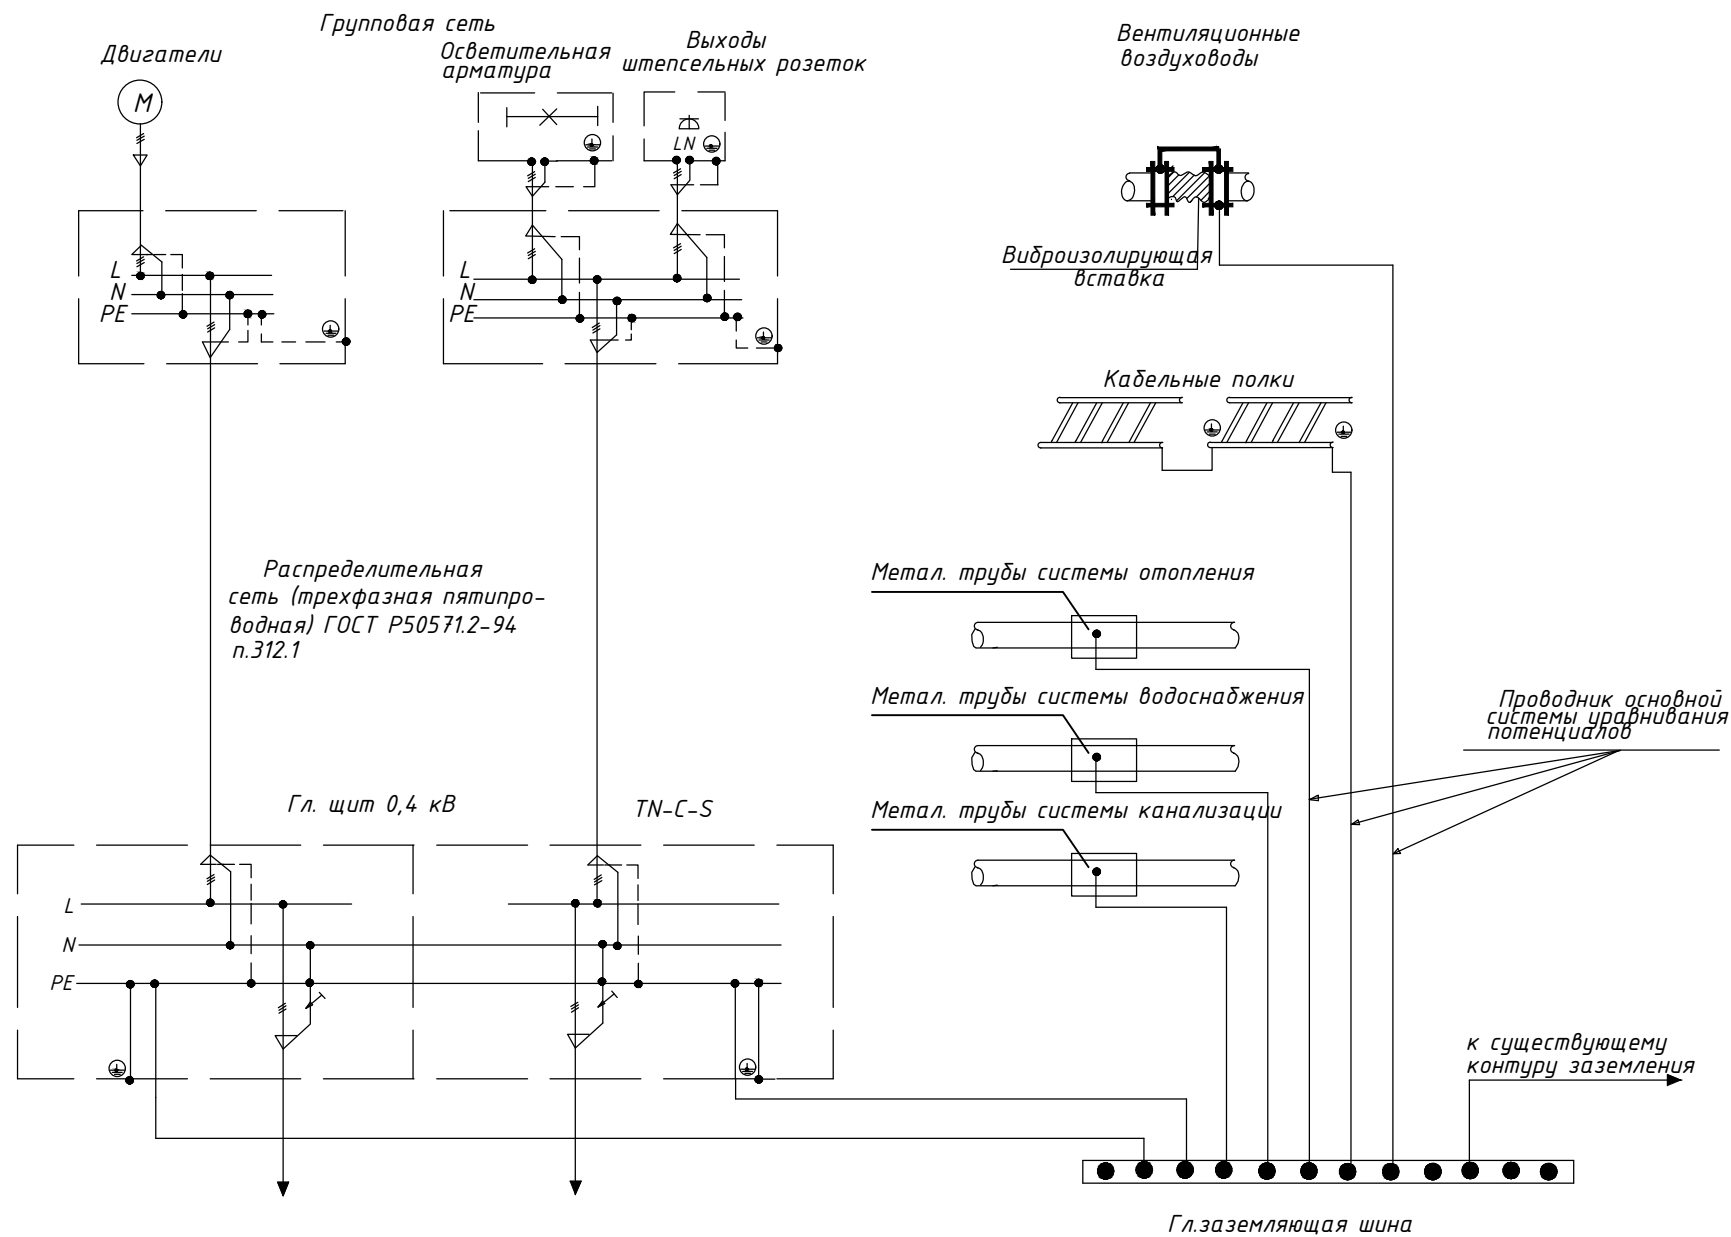 Групповая сеть
Двигатели
Осветительная
арматура
Выходы
штепсельных розеток
Вентиляционные
воздуховоды
M
LN
Виброизолирующая
вставка
L
N
PE
L
N
PE
Кабельные полки
Распределительная
сеть (трехфазная пятипро-
водная) ГОСТ Р50571.2-94
п.312.1
Метал. трубы системы отопления
Метал. трубы системы водоснабжения
Метал. трубы системы канализации
Проводник основной
системы уравнивания
потенциалов
Гл. щит 0,4 кВ
TN-C-S
L
N
PE
к существующему
контуру заземления
Гл.заземляющая шина